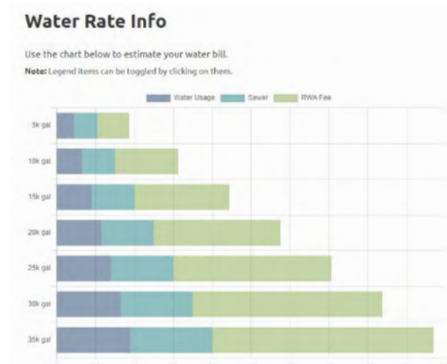 Water Rate Info
Use the chart below to estimate your water bill.
Note: Legend items can be toggled by clicking on them.
Water Usage Sewer RWA Fee
5k gal
10k gal
15k gal
20k gal
25k gal
30k gal
35k gal